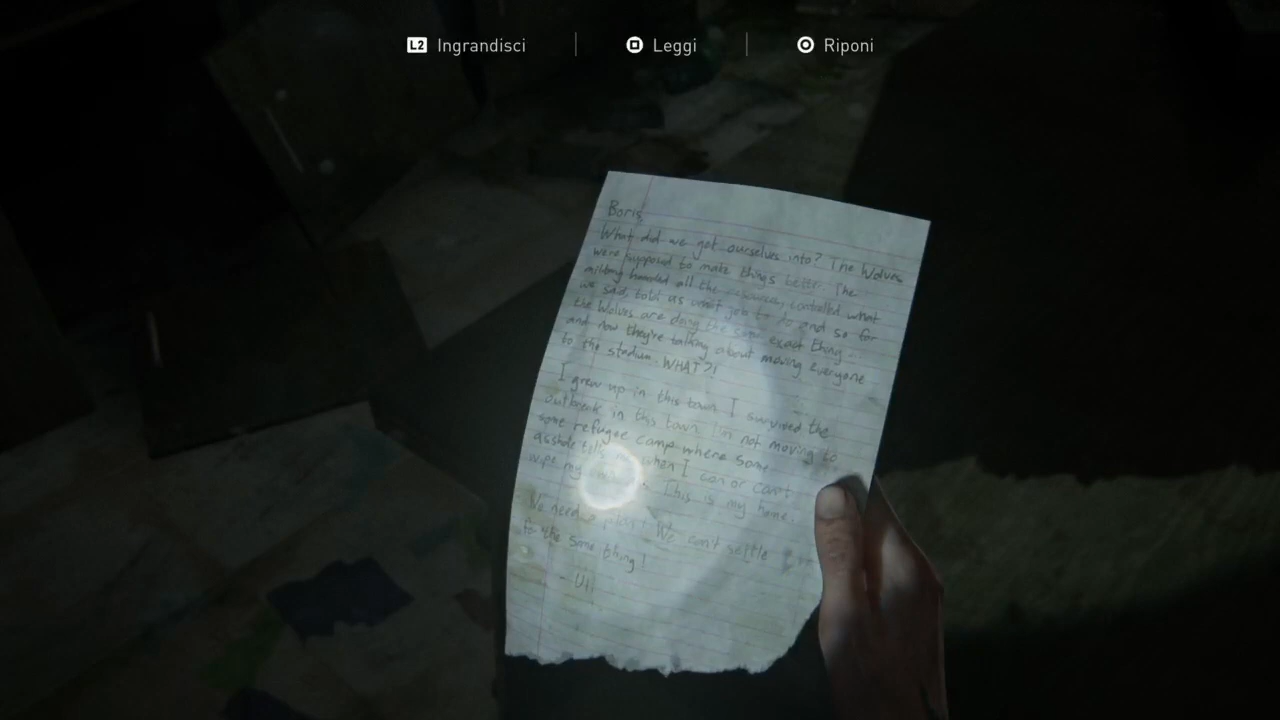 L2 Ingrandisci
Leggi
Riponi
Boris,
What did we get ourselves into? The Wolves
were supposed to make things better. The
military hoarded all the resources, controlled what
we said, told us what job to do and so far
the Wolves are doing the same exact thing.
and now they're talking about moving everyone
to the stadium. WHAT?!
I grew up in this town. I survived the
outbreak in this town. I'm not moving to
some refugee camp where some
asshole tells me when I can or can't
wipe my This is my home.
We need a plan. We can't settle
for the same thing!